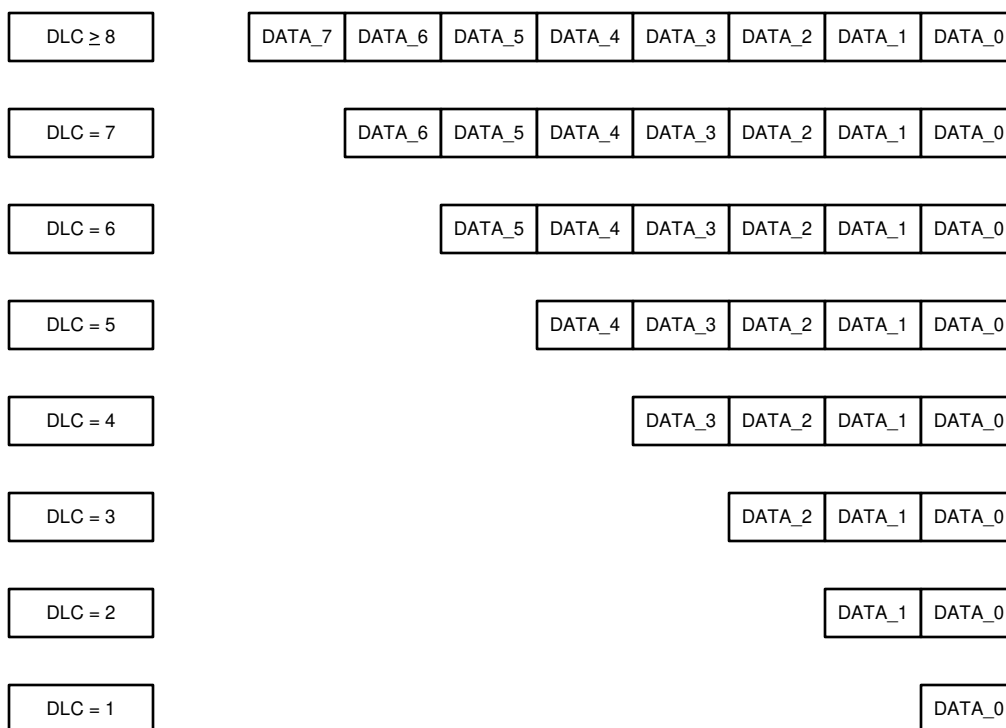 DLC ≥ 8 DATA_7 DATA_6 DATA_5 DATA_4 DATA_3 DATA_2 DATA_1 DATA_0
DLC = 7 DATA_6 DATA_5 DATA_4 DATA_3 DATA_2 DATA_1 DATA_0
DLC = 6 DATA_5 DATA_4 DATA_3 DATA_2 DATA_1 DATA_0
DLC = 5 DATA_4 DATA_3 DATA_2 DATA_1 DATA_0
DLC = 4 DATA_3 DATA_2 DATA_1 DATA_0
DLC = 3 DATA_2 DATA_1 DATA_0
DLC = 2 DATA_1 DATA_0
DLC = 1 DATA_0